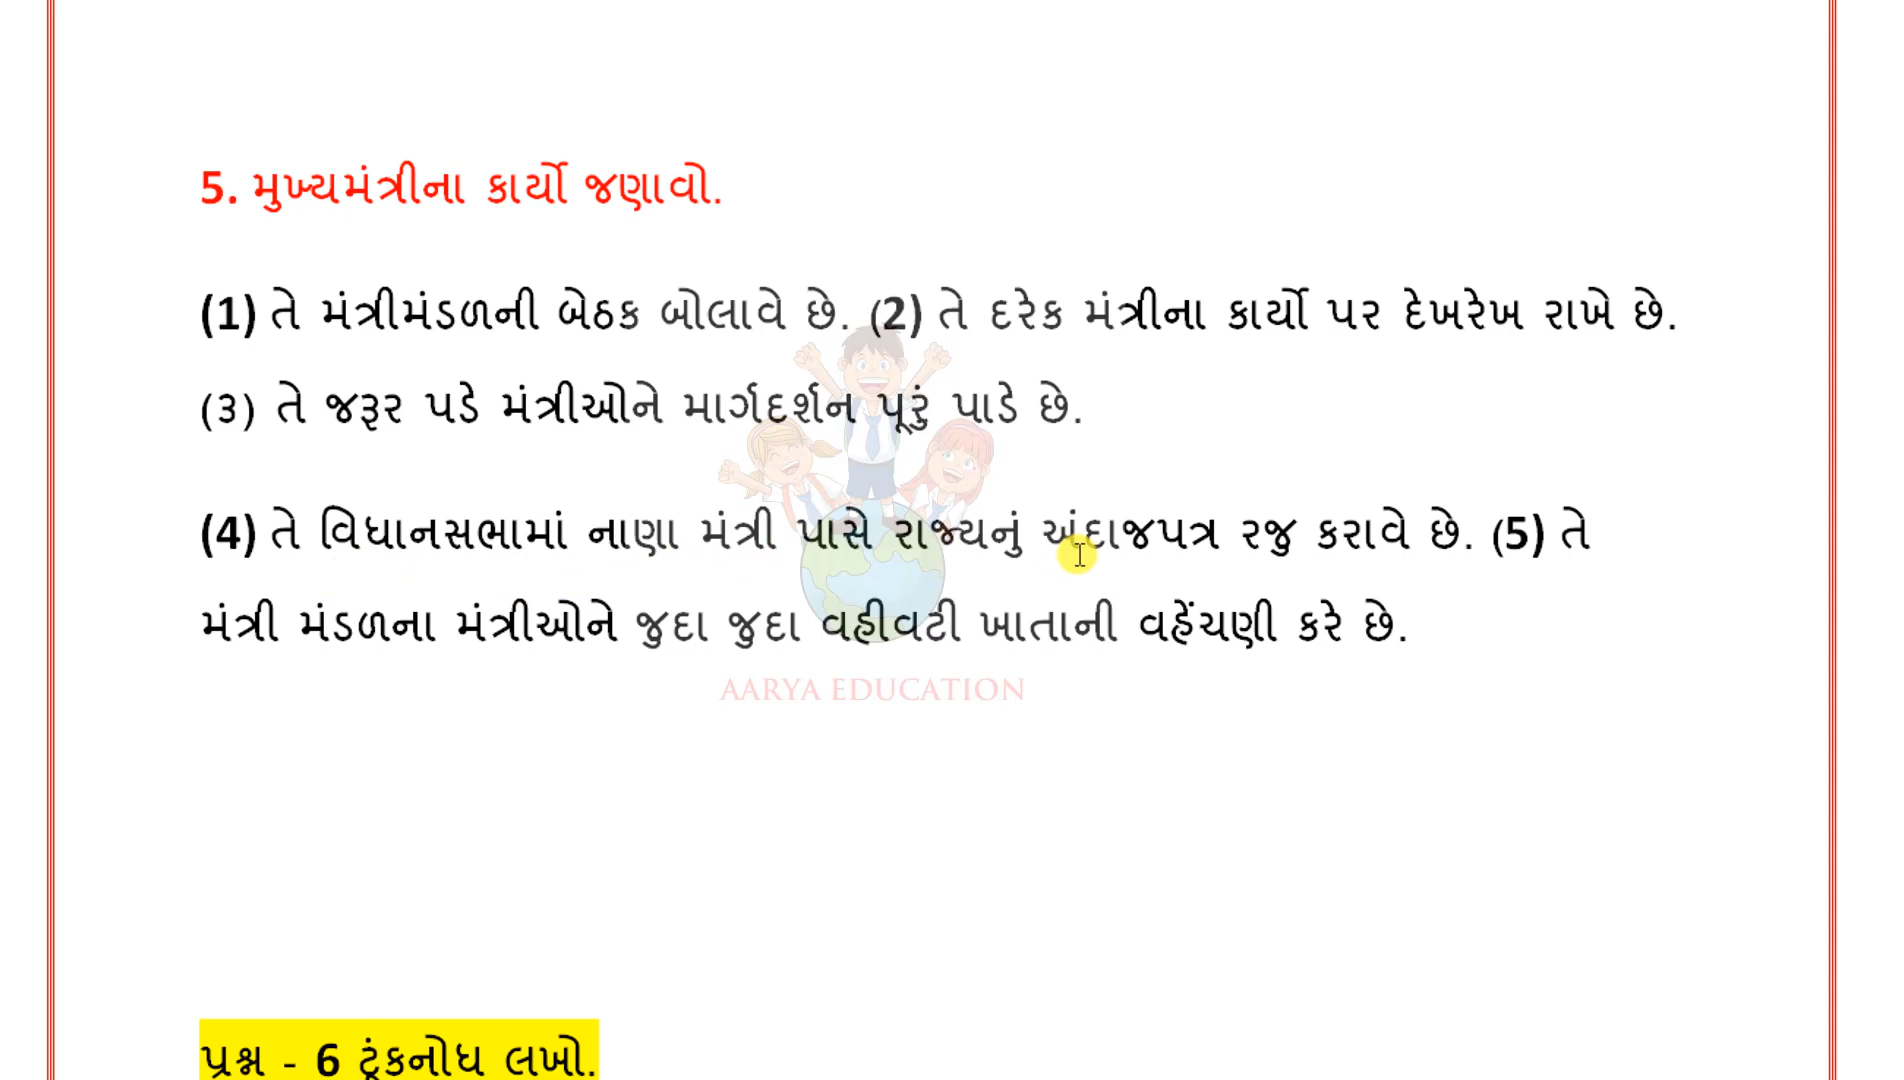 5. મુખ્યમંત્રીના કાર્યો જણાવો.
(1) તે મંત્રીમંડળની બેઠક બોલાવે છે. (2) તે દરેક મંત્રીના કાર્યો પર દેખરેખ રાખે છે.
(૩) તે જરૂર પડે મંત્રીઓને માર્ગદર્શન પૂરું પાડે છે.
(4) તે વિધાનસભામાં નાણા મંત્રી પાસે રાજ્યનું અંદાજપત્ર રજુ કરાવે છે. (5) તે
મંત્રી મંડળના મંત્રીઓને જુદા જુદા વહીવટી ખાતાની વહેંચણી કરે છે.
AARYA EDUCATION
પ્રશ્ન - 6 ટૂંકનોધ લખો.